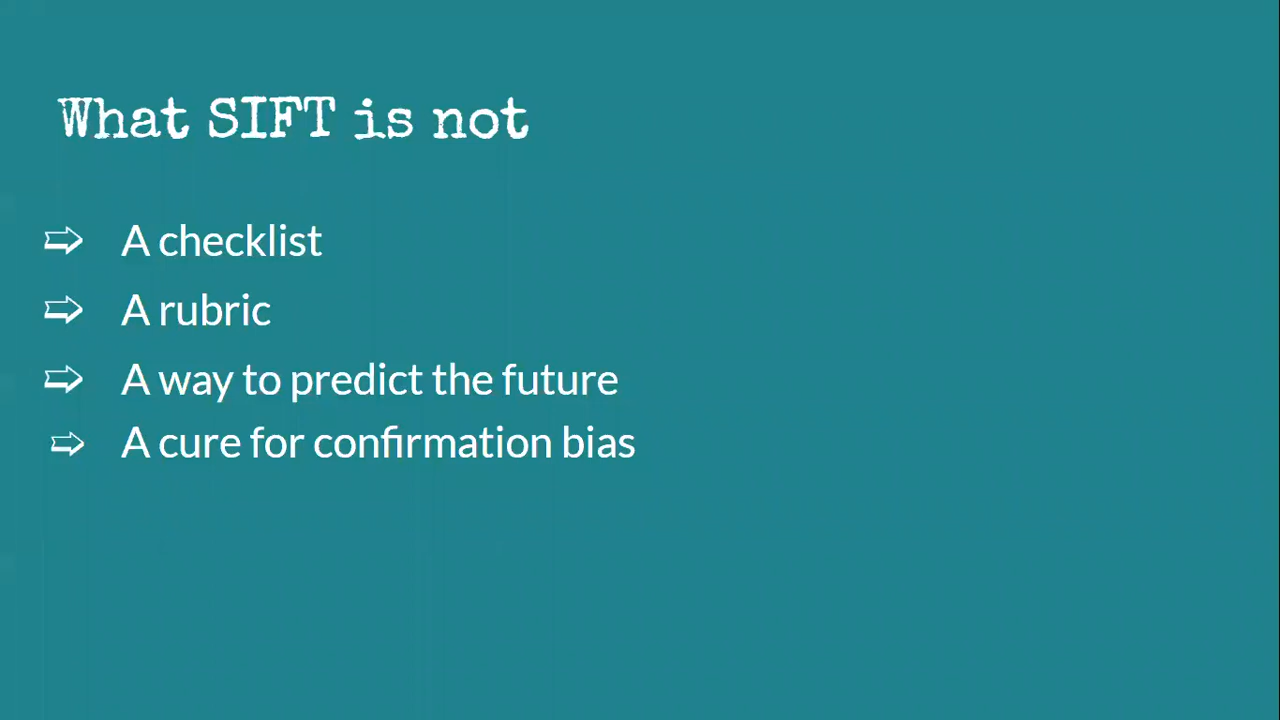 What SIFT is not
➯ A checklist
➯ A rubric
➯ A way to predict the future
➯ A cure for confirmation bias